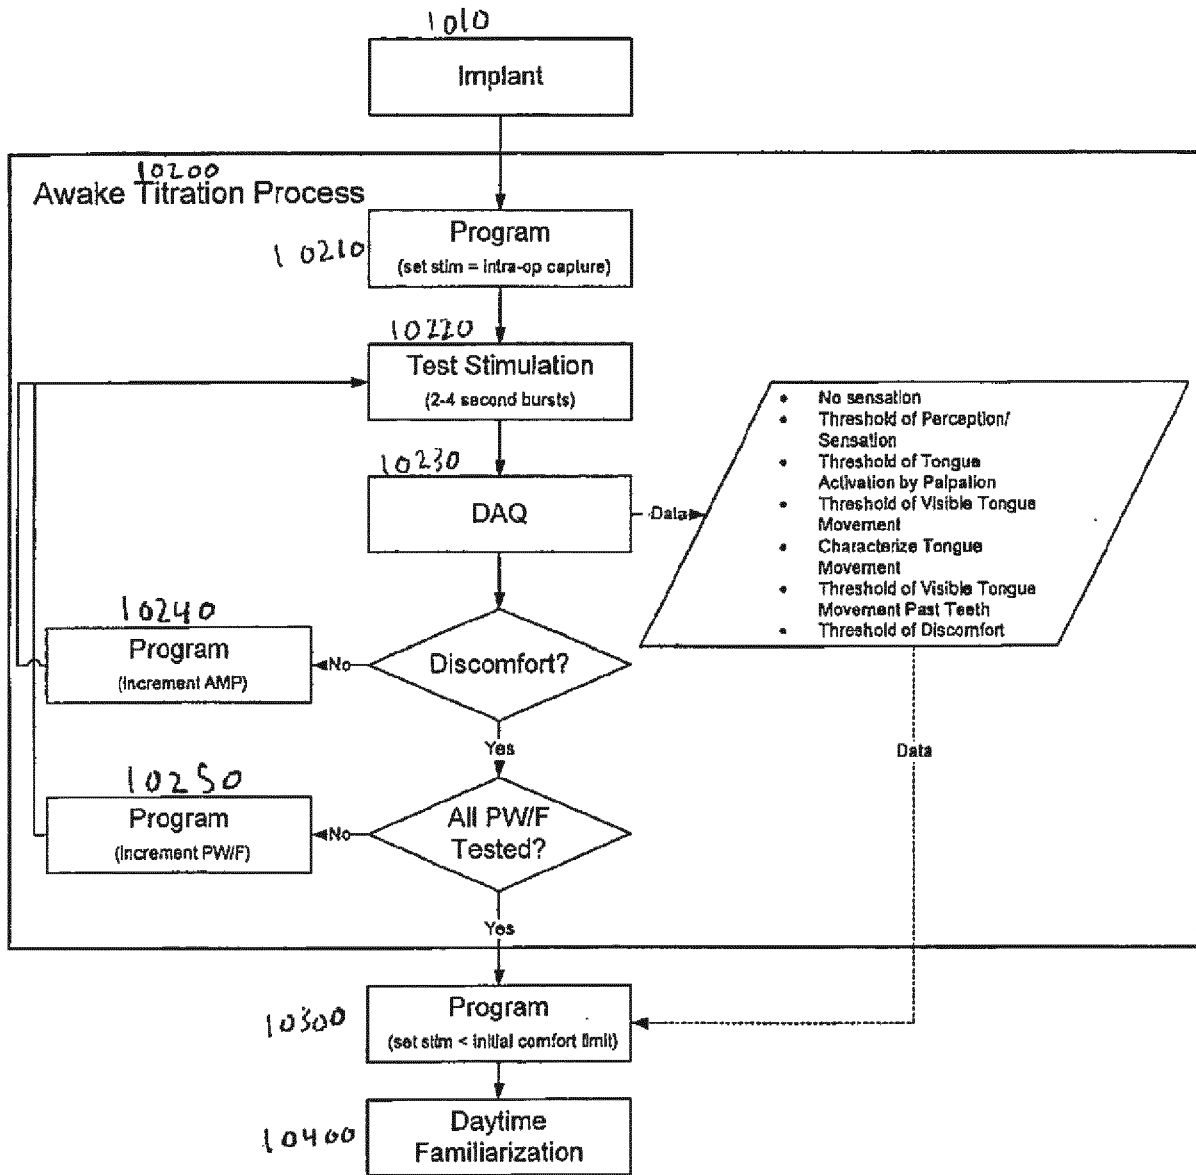 1010
Implant
10200
Awake Titration Process
10210
Program
(set stim = intra-op capture)
10220
Test Stimulation
(2-4 second bursts)
10230
DAQ
Data
• No sensation
• Threshold of Perception/
Sensation
• Threshold of Tongue
Activation by Palpation
• Threshold of Visible Tongue
Movement
• Characterize Tongue
Movement
• Threshold of Visible Tongue
Movement Past Teeth
• Threshold of Discomfort
10240
Program
(Increment AMP)
No
Discomfort?
Yes
Data
10250
Program
(Increment PW/F)
No
All PW/F
Tested?
Yes
10300
Program
(set stim < initial comfort limit)
10400
Daytime
Familiarization